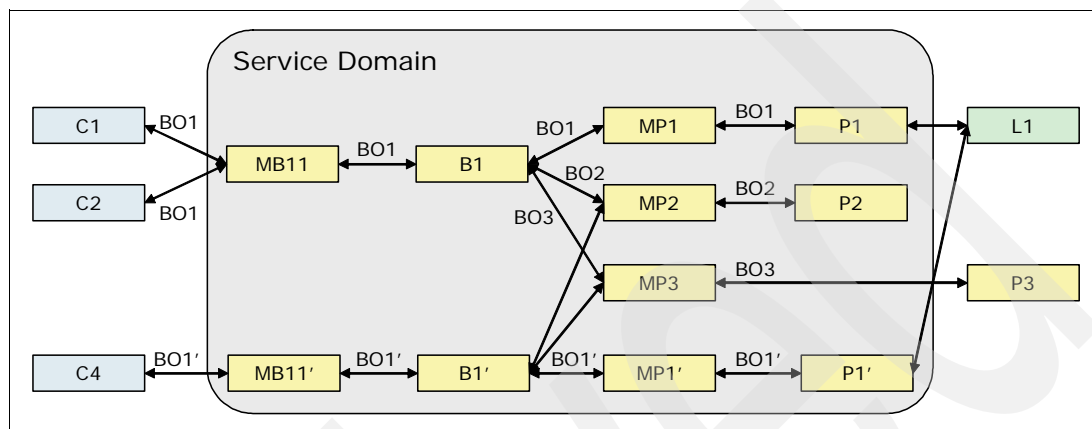 Service Domain
C1
BO1
MB11
BO1
B1
BO1
MP1
BO1
P1
L1
C2
BO1
BO2
BO3
MP2
BO2
P2
MP3
BO3
P3
C4
BO1’
MB11’
BO1’
B1’
BO1’
MP1’
BO1’
P1’